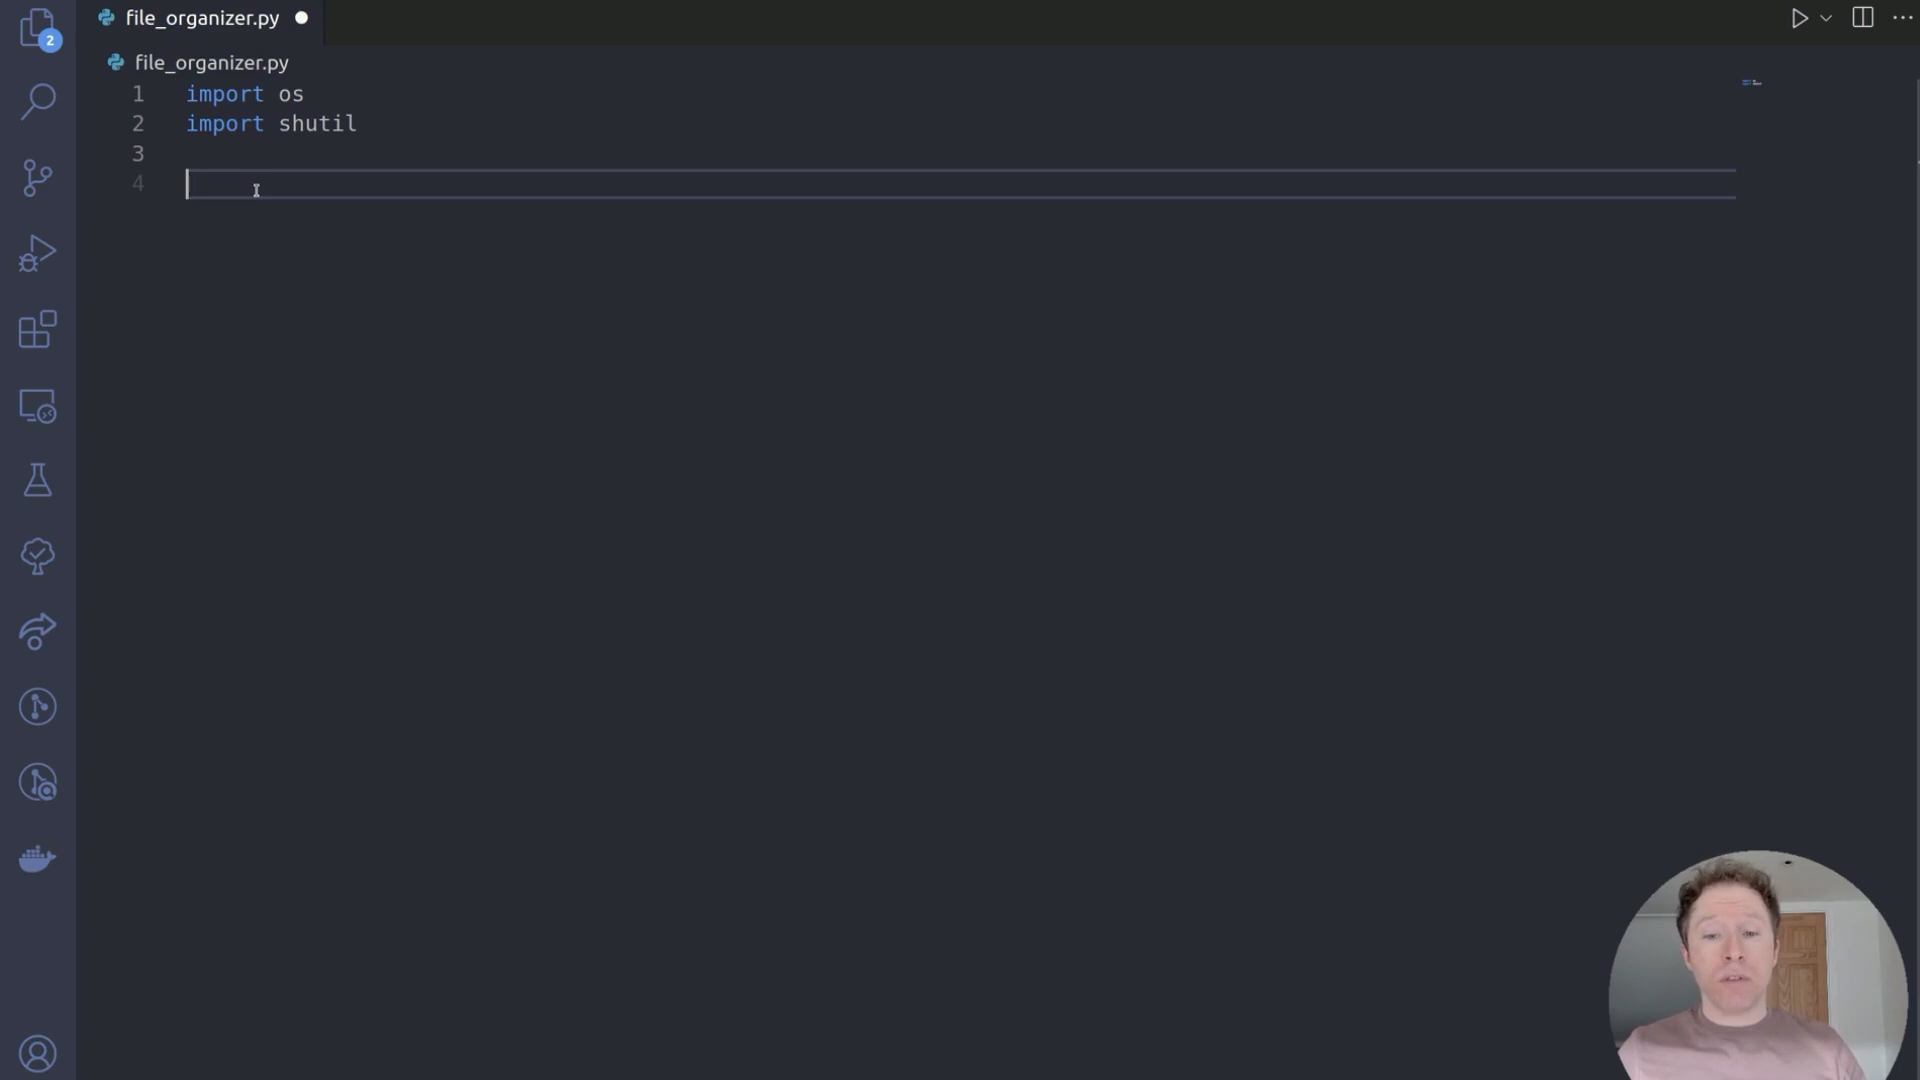 file_organizer.py
2
file_organizer.py
1 import os
2 import shutil
3
4